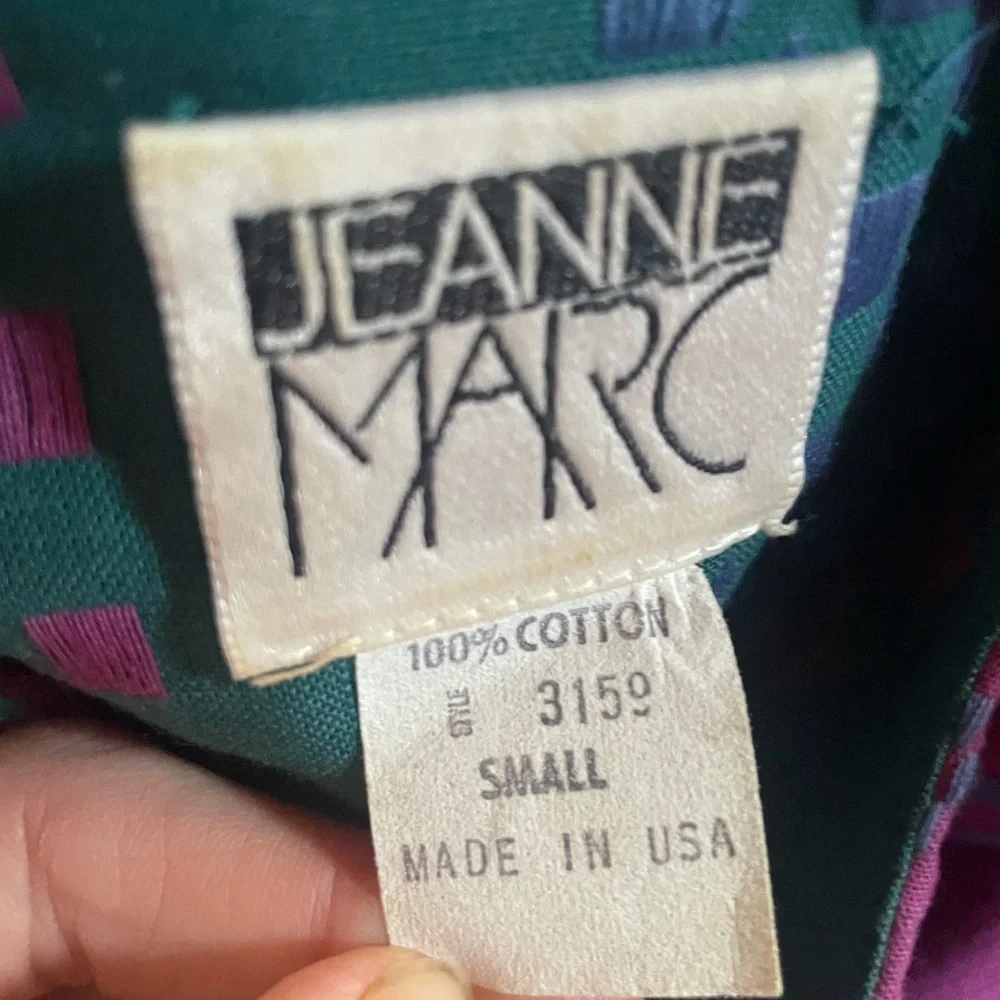 JEANNE
MARC
100% COTTON
STYLE 3159
SMALL
MADE IN USA